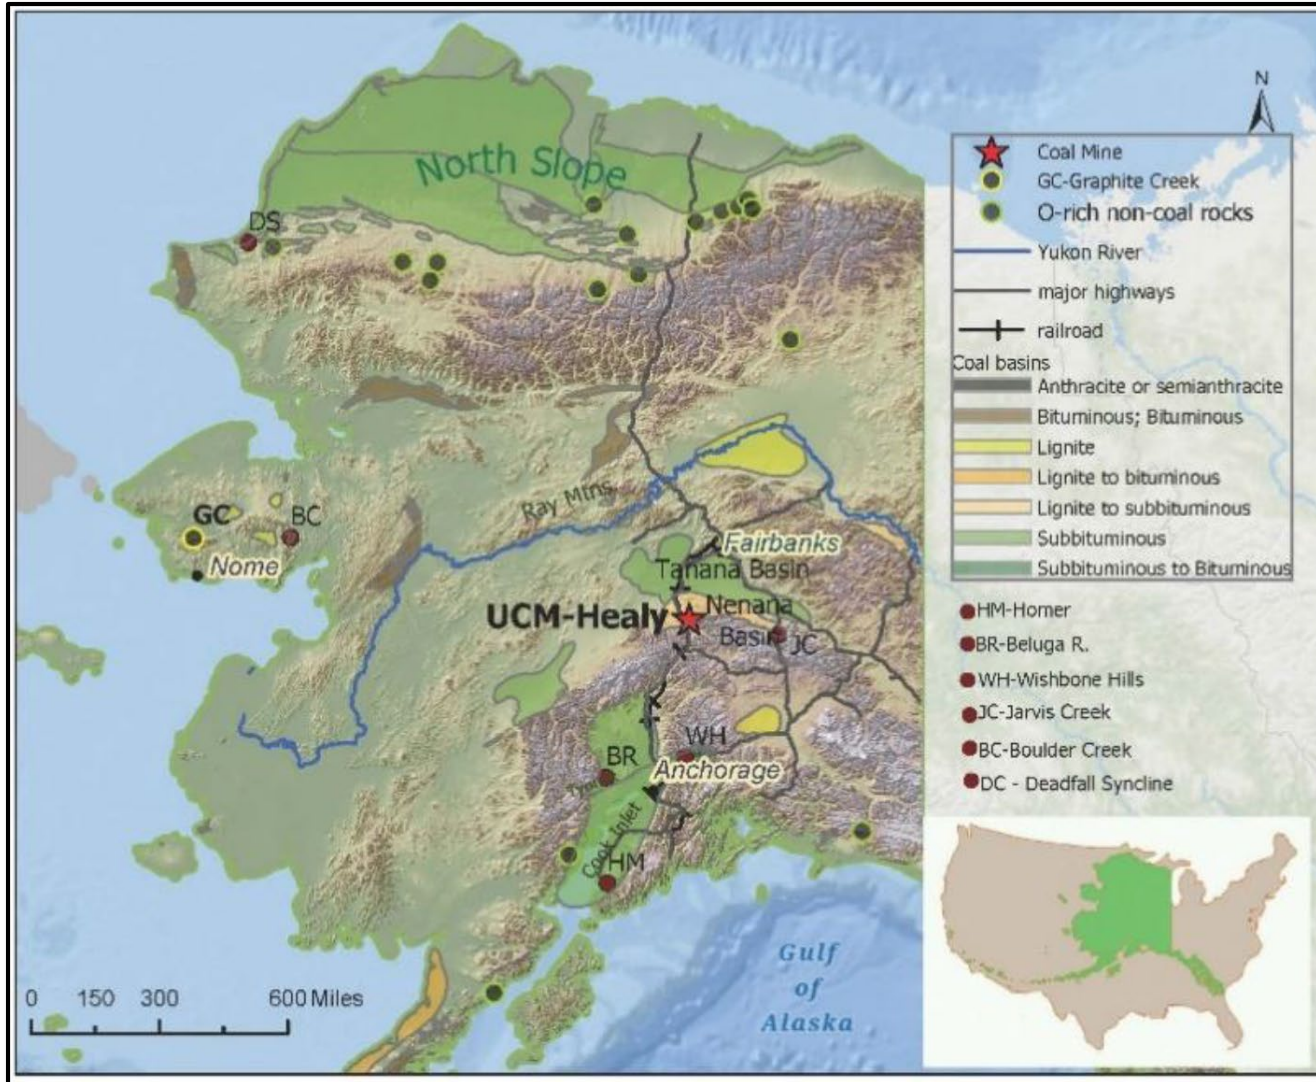 N
Coal Mine
GC-Graphite Creek
O-rich non-coal rocks
Yukon River
major highways
railroad
Coal basins
Anthracite or semianthracite
Bituminous; Bituminous
Lignite
Lignite to bituminous
Lignite to subbituminous
Subbituminous
Subbituminous to Bituminous
HM-Homer
BR-Beluga R.
WH-Wishbone Hills
JC-Jarvis Creek
BC-Boulder Creek
DC - Deadfall Syncline
North Slope
DS
Ray Mtns
GC
BC
Nome
Fairbanks
Tanana Basin
UCM-Healy
Nenana
Basin
JC
BR
WH
Anchorage
Cook Inlet
HM
Gulf
of
Alaska
0 150 300 600 Miles